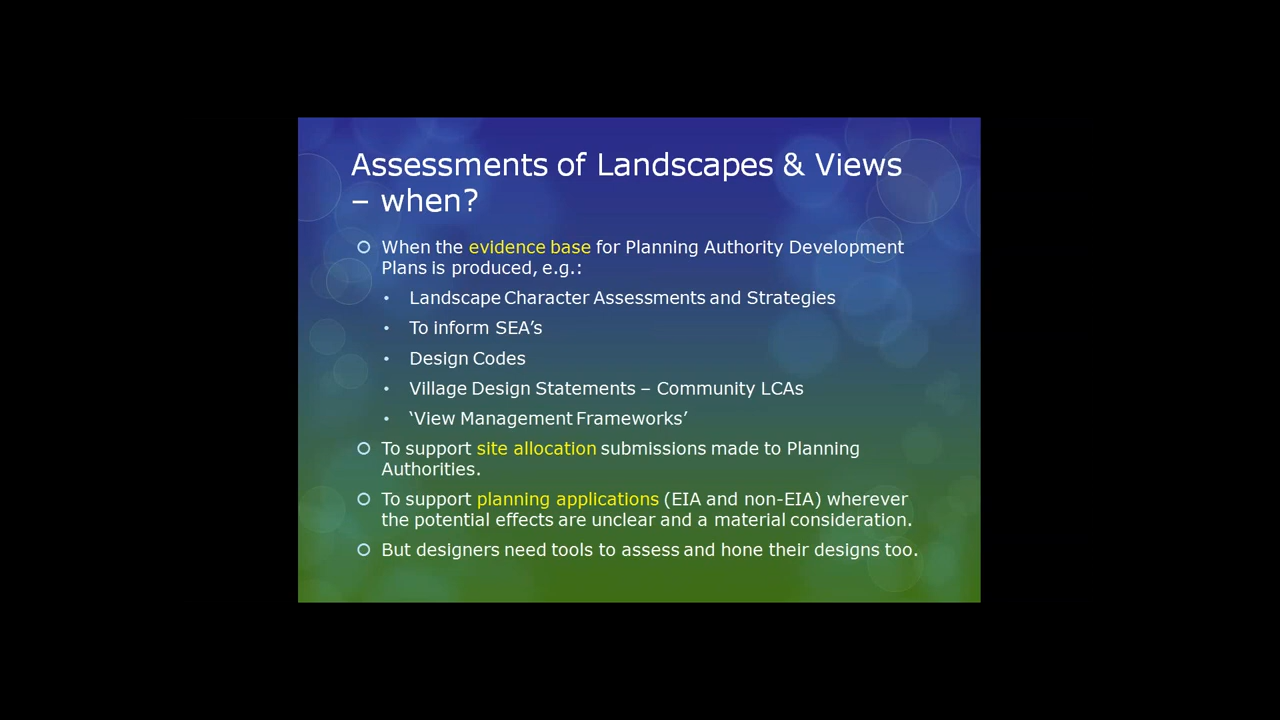 Assessments of Landscapes & Views
– when?
When the evidence base for Planning Authority Development
Plans is produced, e.g.:
• Landscape Character Assessments and Strategies
• To inform SEA’s
• Design Codes
• Village Design Statements – Community LCAs
• ‘View Management Frameworks’
To support site allocation submissions made to Planning
Authorities.
To support planning applications (EIA and non-EIA) wherever
the potential effects are unclear and a material consideration.
But designers need tools to assess and hone their designs too.